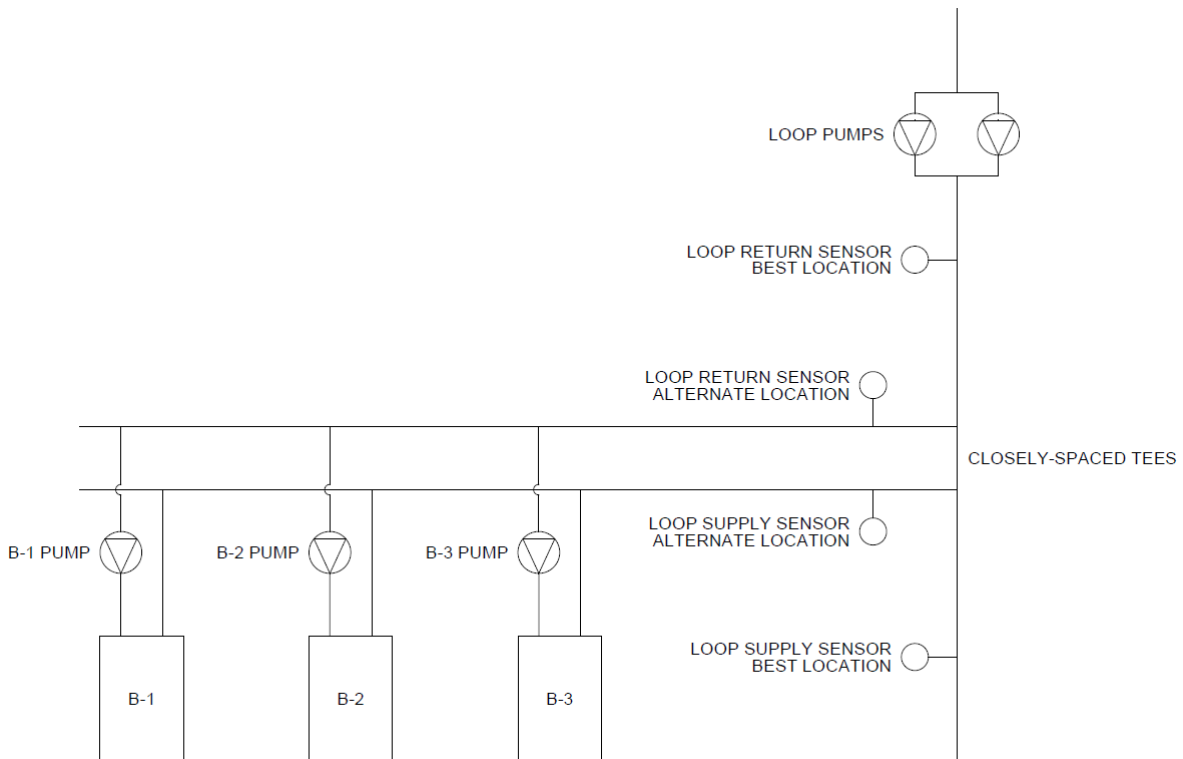 LOOP PUMPS
LOOP RETURN SENSOR
BEST LOCATION
LOOP RETURN SENSOR
ALTERNATE LOCATION
CLOSELY-SPACED TEES
LOOP SUPPLY SENSOR
ALTERNATE LOCATION
B-1 PUMP
B-2 PUMP
B-3 PUMP
LOOP SUPPLY SENSOR
BEST LOCATION
B-1
B-2
B-3